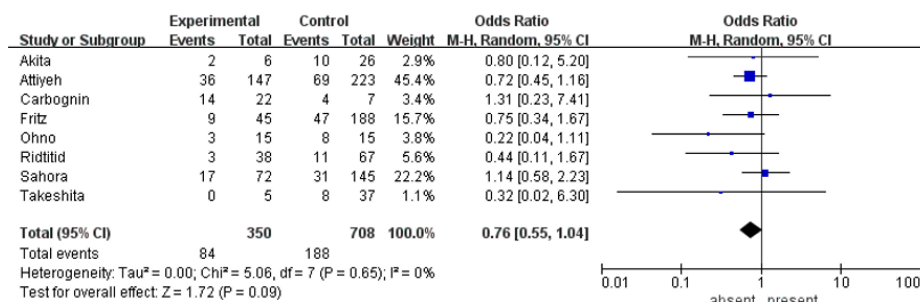 Experimental Control Odds Ratio Odds Ratio
Study or Subgroup Events Total Events Total Weight M-H, Random, 95% CI M-H, Random, 95% CI
Akita 2 6 10 26 2.9% 0.80 [0.12, 5.20]
Attiyeh 36 147 69 223 45.4% 0.72 [0.45, 1.16]
Carbognin 14 22 4 7 3.4% 1.31 [0.23, 7.41]
Fritz 9 45 47 188 15.7% 0.75 [0.34, 1.67]
Ohno 3 15 8 15 3.8% 0.22 [0.04, 1.11]
Ridtitid 3 38 11 67 5.6% 0.44 [0.11, 1.67]
Sahora 17 72 31 145 22.2% 1.14 [0.58, 2.23]
Takeshita 0 5 8 37 1.1% 0.32 [0.02, 6.30]
Total (95% CI) 350 708 100.0% 0.76 [0.55, 1.04]
Total events 84 188
Heterogeneity: Tau² = 0.00; Chi² = 5.06, df = 7 (P = 0.65); I² = 0%
Test for overall effect: Z = 1.72 (P = 0.09)
0.01 0.1 1 10 100
absent present